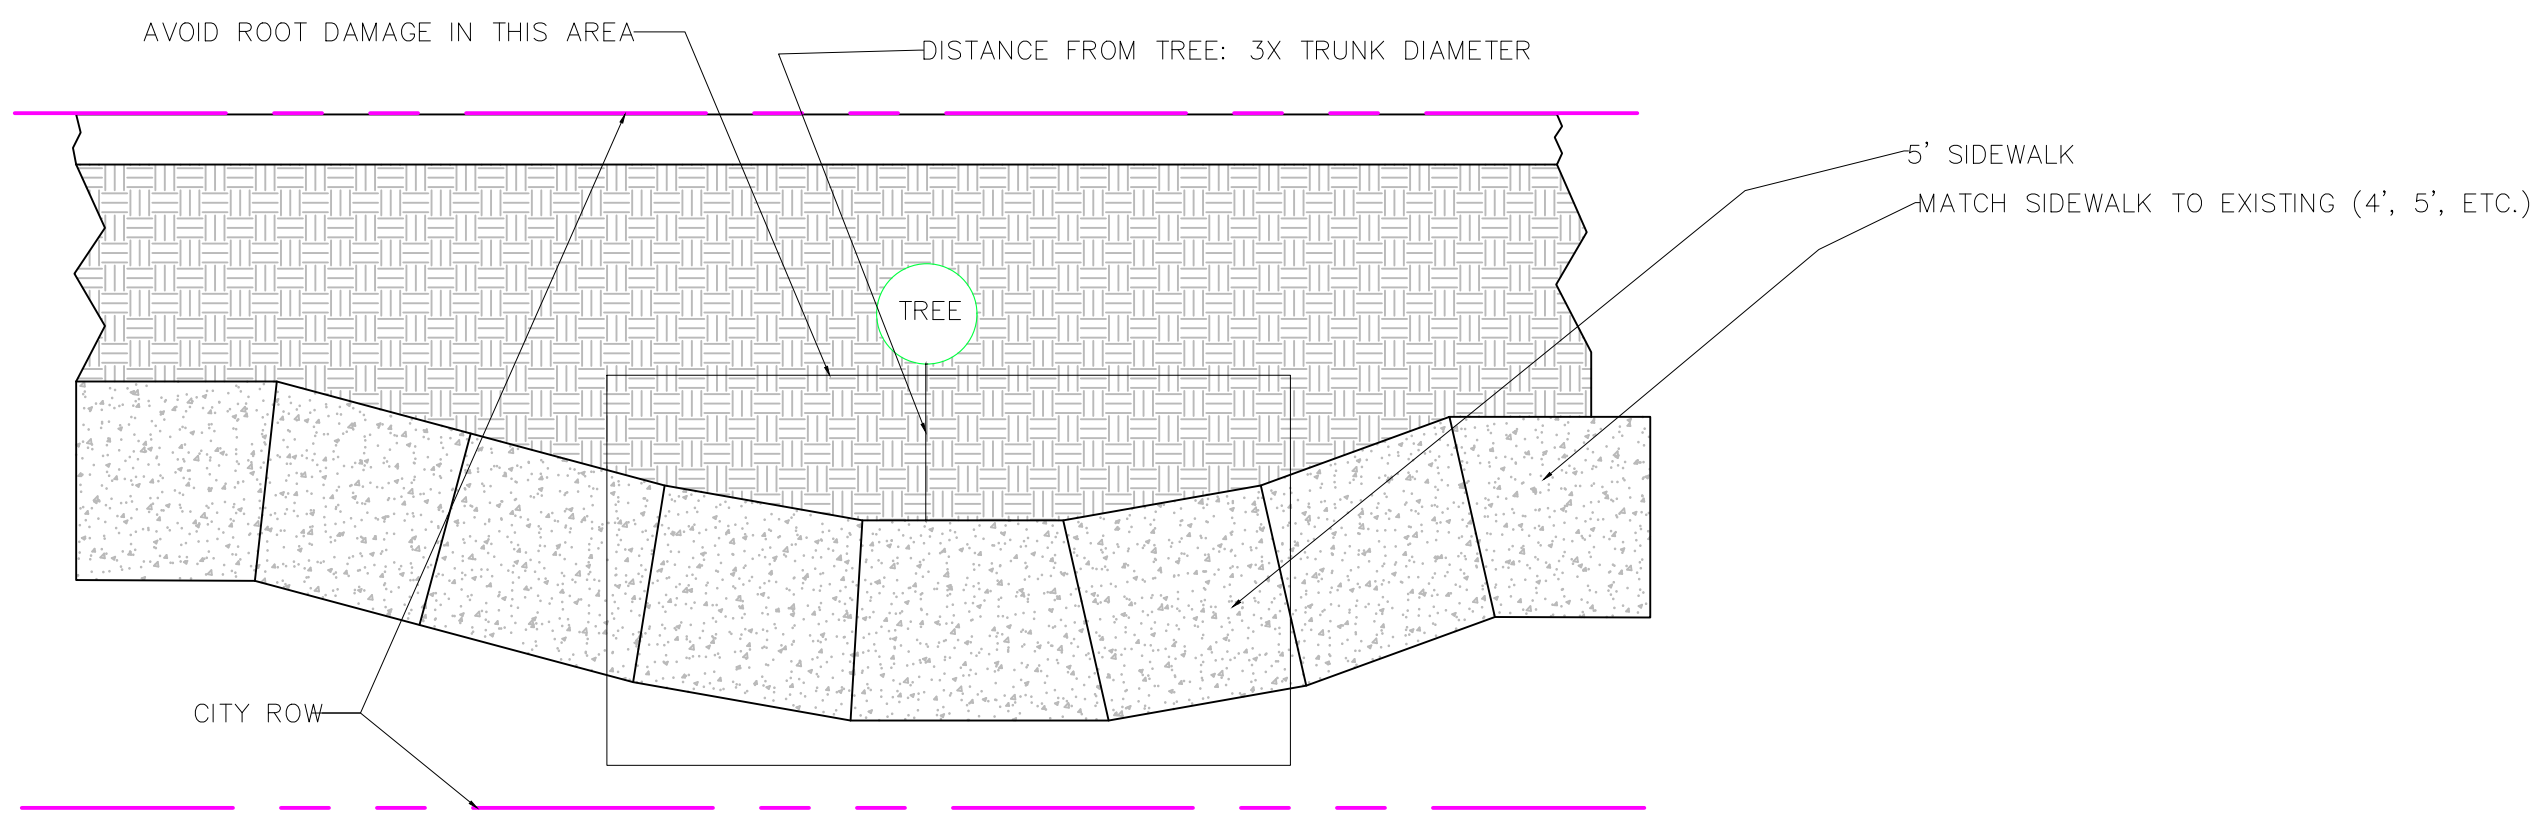 AVOID ROOT DAMAGE IN THIS AREA
DISTANCE FROM TREE: 3X TRUNK DIAMETER
5' SIDEWALK
MATCH SIDEWALK TO EXISTING (4', 5', ETC.)
TREE
CITY ROW